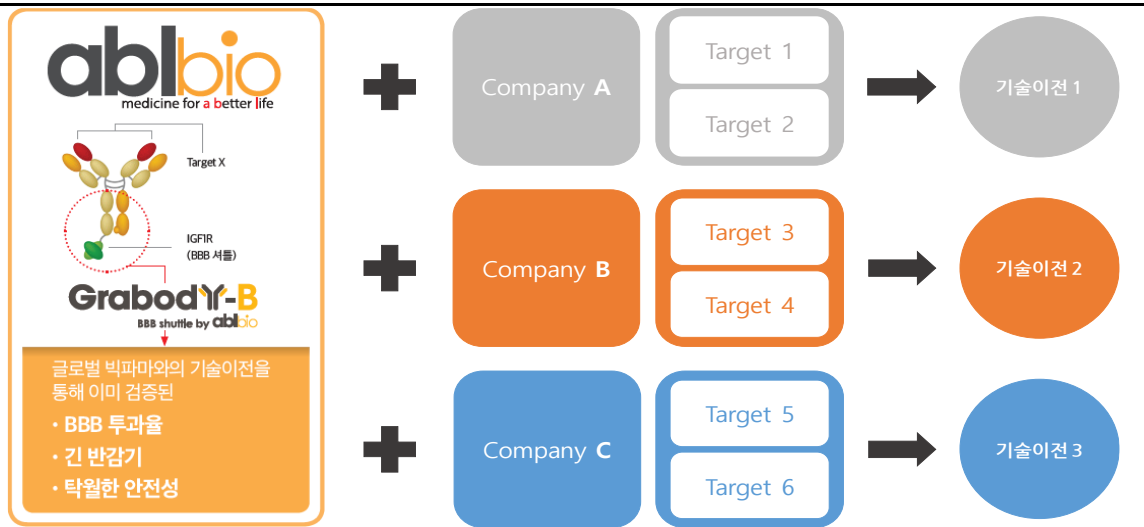 ablbio
medicine for a better life
Target X
IGF1R
(BBB 셔틀)
Grabody-B
BBB shuttle by ablbio
글로벌 빅파마와의 기술이전을
통해 이미 검증된
• BBB 투과율
• 긴 반감기
• 탁월한 안전성
Company A
Target 1
Target 2
기술이전 1
Company B
Target 3
Target 4
기술이전 2
Company C
Target 5
Target 6
기술이전 3